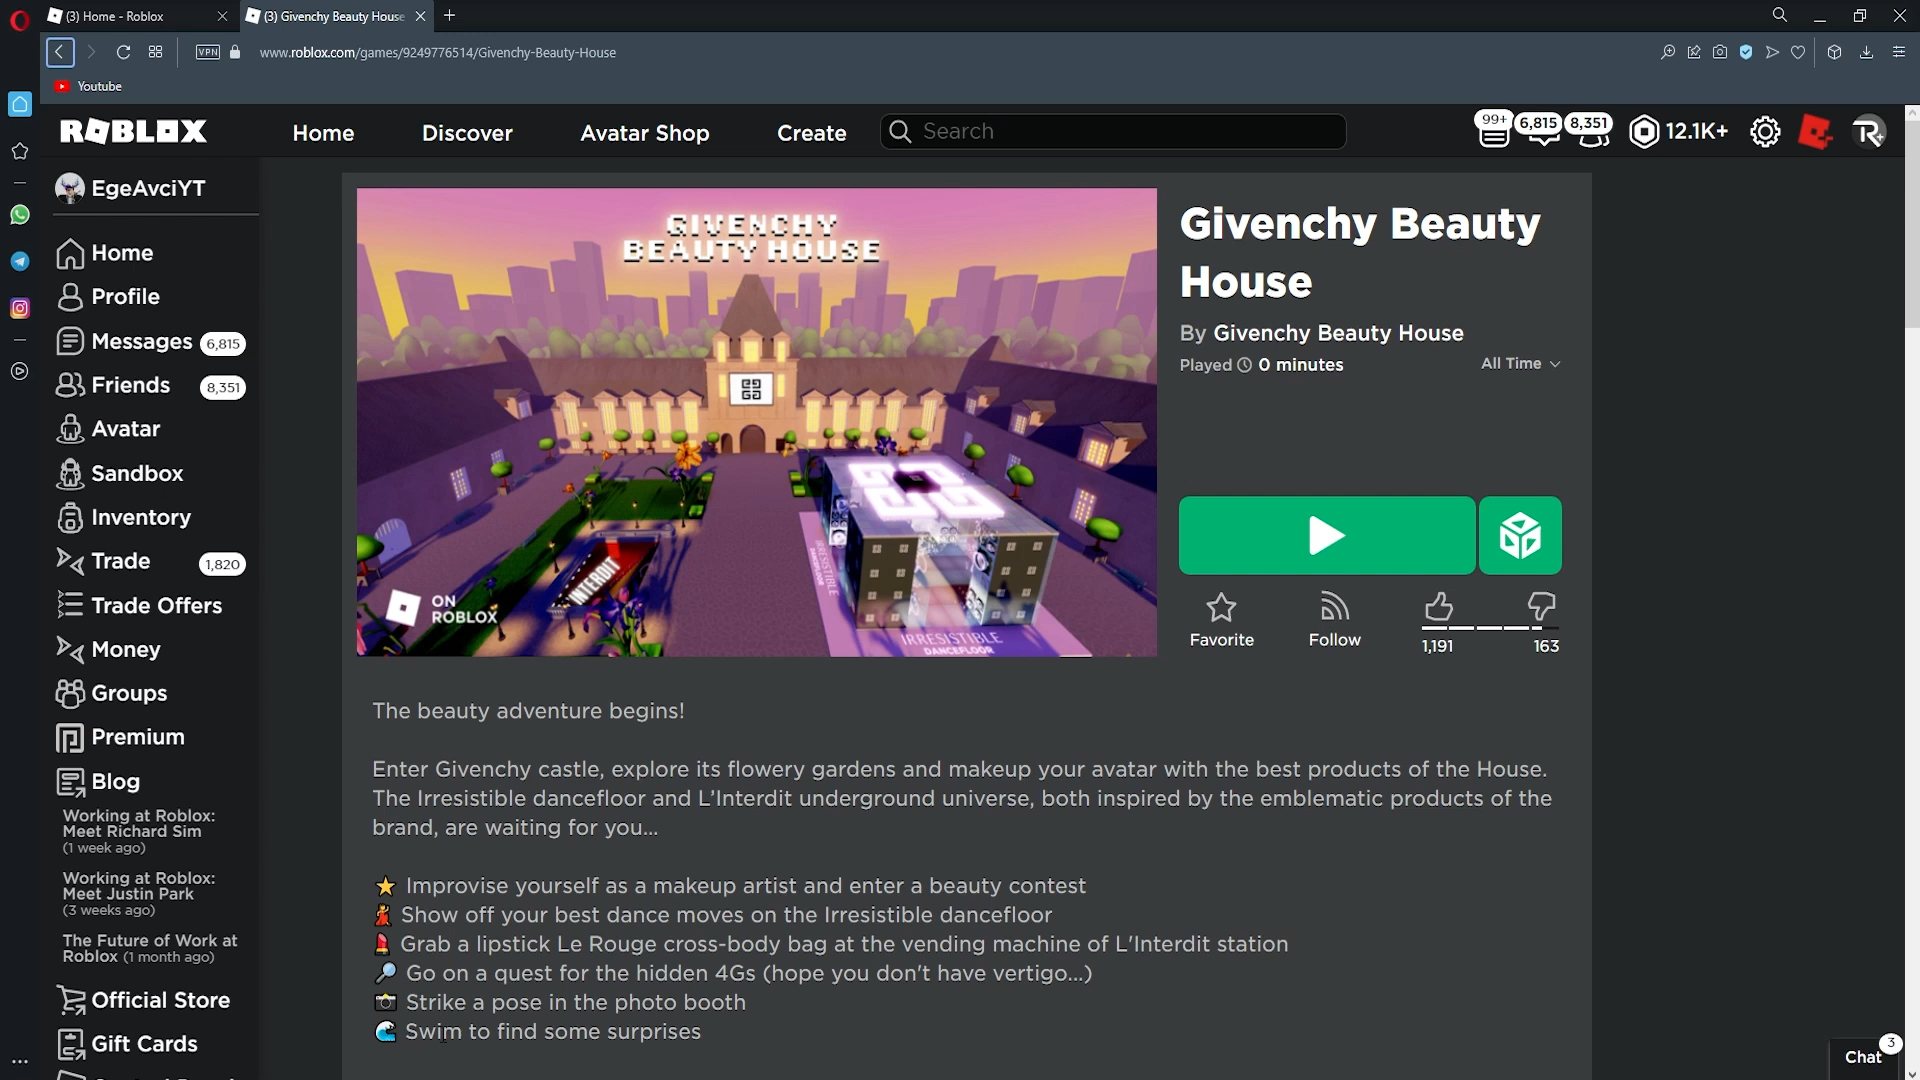 (3) Home - Roblox
(3) Givenchy Beauty House
VPN
www.roblox.com/games/9249776514/Givenchy-Beauty-House
Youtube
ROBLOX
Home
Discover
Avatar Shop
Create
Search
99+
6,815
8,351
12.1K+
R+
EgeAvciYT
Home
Profile
Messages 6,815
Friends 8,351
Avatar
Sandbox
Inventory
Trade 1,820
Trade Offers
Money
Groups
Premium
Blog
Working at Roblox:
Meet Richard Sim
(1 week ago)
Working at Roblox:
Meet Justin Park
(3 weeks ago)
The Future of Work at
Roblox (1 month ago)
Official Store
Gift Cards
GIVENCHY
BEAUTY HOUSE
INTERDIT
IRRESISTIBLE
DANCEFLOOR
IRRESISTIBLE
DANCEFLOOR
ON
ROBLOX
Givenchy Beauty
House
By Givenchy Beauty House
Played 0 minutes
All Time
Favorite
Follow
1,191
163
The beauty adventure begins!
Enter Givenchy castle, explore its flowery gardens and makeup your avatar with the best products of the House.
The Irresistible dancefloor and L’Interdit underground universe, both inspired by the emblematic products of the
brand, are waiting for you...
⭐ Improvise yourself as a makeup artist and enter a beauty contest
💃 Show off your best dance moves on the Irresistible dancefloor
💄 Grab a lipstick Le Rouge cross-body bag at the vending machine of L'Interdit station
🔎 Go on a quest for the hidden 4Gs (hope you don't have vertigo...)
📷 Strike a pose in the photo booth
🌊 Swim to find some surprises
Chat
3